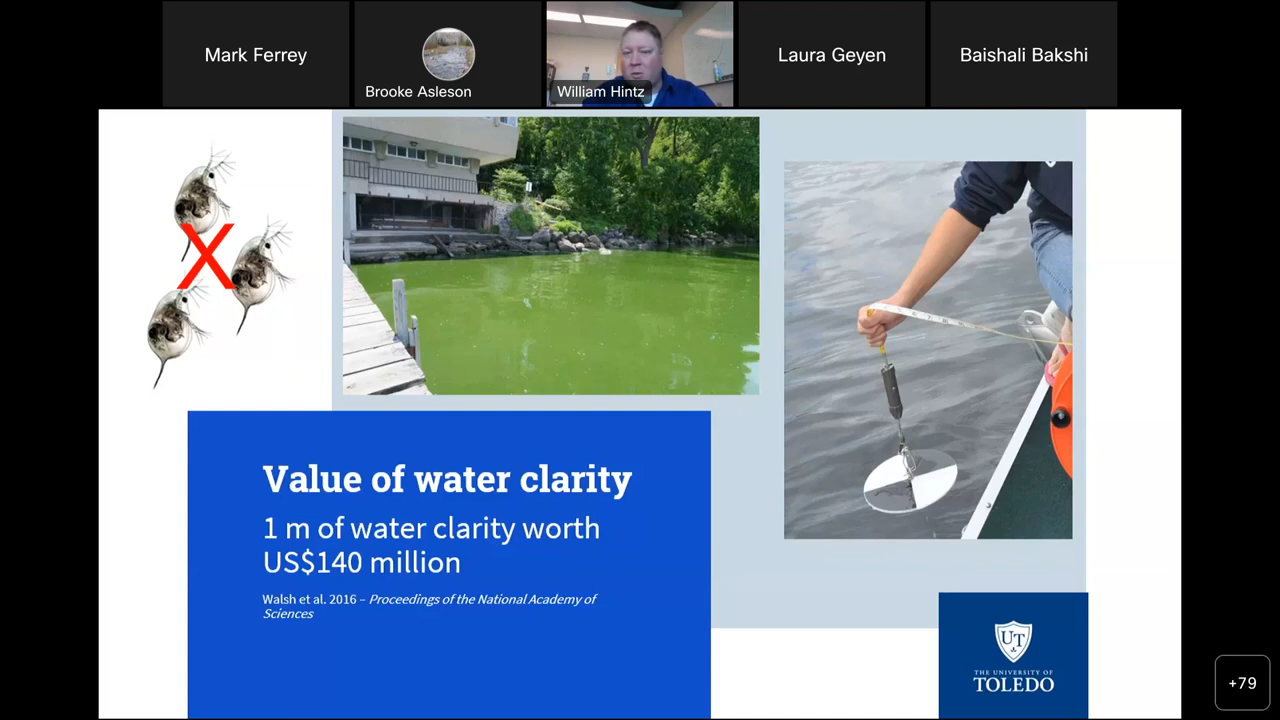 Mark Ferrey
Brooke Asleson
William Hintz
Laura Geyen
Baishali Bakshi
X
Value of water clarity
1 m of water clarity worth
US$140 million
Walsh et al. 2016 – Proceedings of the National Academy of
Sciences
UT
THE UNIVERSITY OF
TOLEDO
+79